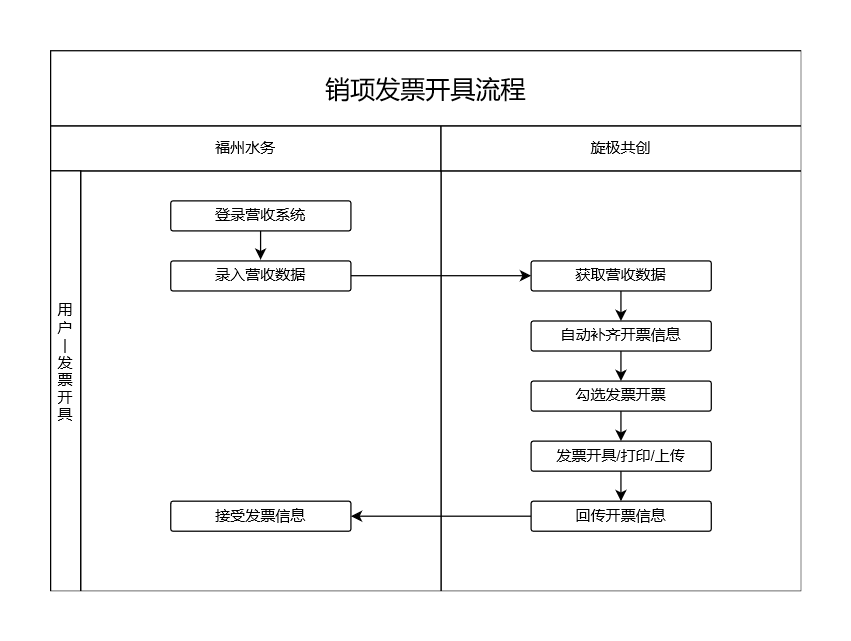 销项发票开具流程
福州水务
旋极共创
登录营收系统
录入营收数据
获取营收数据
自动补齐开票信息
勾选发票开票
发票开具/打印/上传
接受发票信息
回传开票信息
用户—发票开具